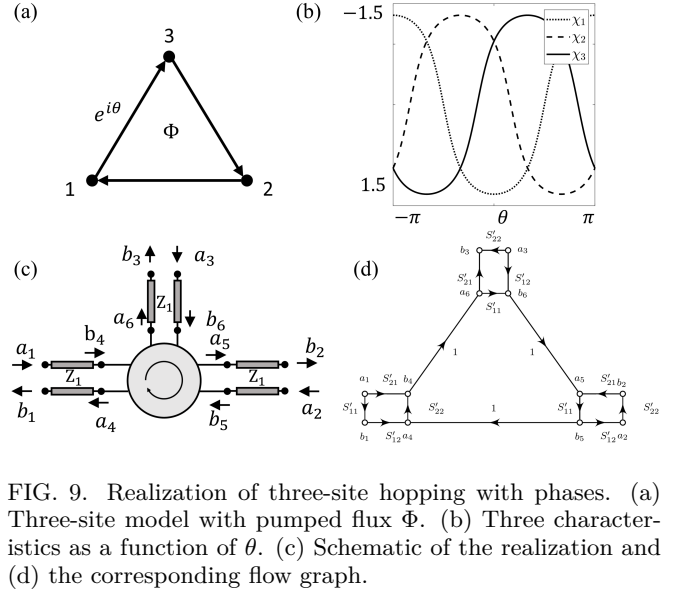 (a)
3
e^{iθ}
Φ
1
2
(b)
−1.5
χ₁
χ₂
χ₃
1.5
−π
θ
π
(c)
b₃
a₃
Z₁
a₆
b₆
b₄
a₅
a₁
b₂
Z₁
Z₁
b₁
a₄
b₅
a₂
(d)
S′₂₂
b₃
a₃
S′₂₁
S′₁₂
a₆
b₆
S′₁₁
1
1
a₁
S′₂₁
b₄
a₅
S′₂₁
b₂
S′₁₁
S′₂₂
1
S′₁₁
S′₂₂
b₁
S′₁₂
a₄
b₅
S′₁₂
a₂
FIG. 9. Realization of three-site hopping with phases. (a)
Three-site model with pumped flux Φ. (b) Three character-
istics as a function of θ. (c) Schematic of the realization and
(d) the corresponding flow graph.